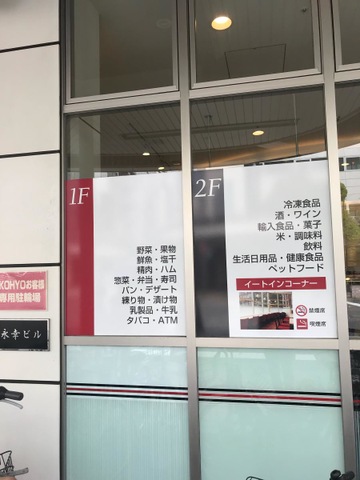 1F
野菜・果物
鮮魚・塩干
精肉・ハム
惣菜・弁当・寿司
パン・デザート
練り物・漬け物
乳製品・牛乳
タバコ・ATM
2F
冷凍食品
酒・ワイン
輸入食品・菓子
米・調味料
飲料
生活日用品・健康食品
ペットフード
イートインコーナー
禁煙席
喫煙席
KOHYOお客様
専用駐輪場
永幸ビル